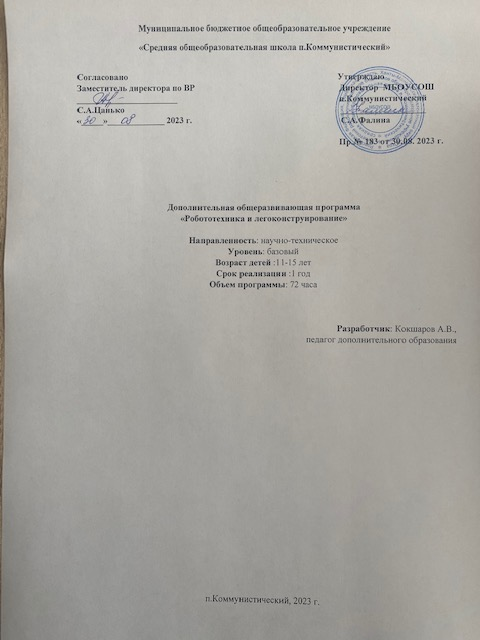 Муниципальное бюджетное общеобразовательное учреждение
«Средняя общеобразовательная школа п.Коммунистический»
Согласовано
Заместитель директора по ВР
С.А.Цанько
«30» 08 2023 г.
Утверждаю
Директор МБОУСОШ
п.Коммунистический
С.А.Фалина
Пр.№ 183 от 30.08. 2023 г.
Дополнительная общеразвивающая программа
«Робототехника и легоконструирование»
Направленность: научно-техническое
Уровень: базовый
Возраст детей :11-15 лет
Срок реализации :1 год
Объем программы: 72 часа
Разработчик: Кокшаров А.В.,
педагог дополнительного образования
п.Коммунистический, 2023 г.